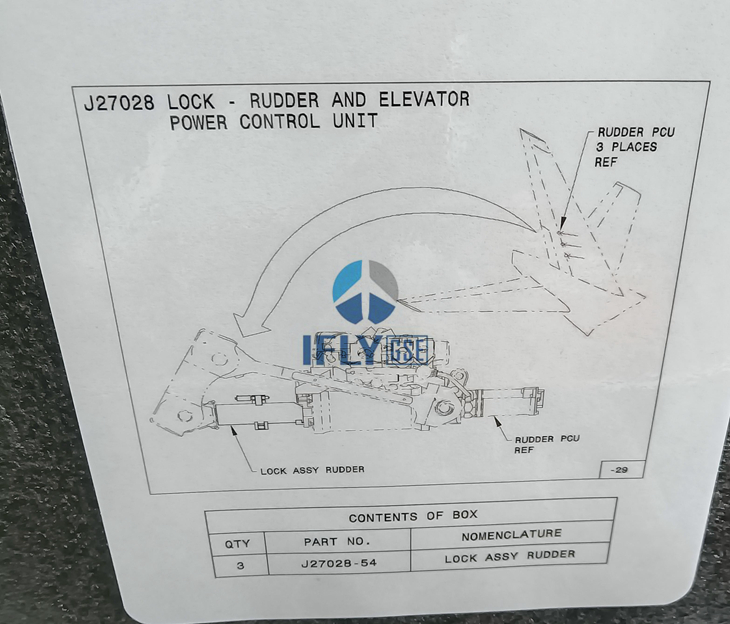 J27028 LOCK - RUDDER AND ELEVATOR
POWER CONTROL UNIT
RUDDER PCU
3 PLACES
REF
IFLY GSE
LOCK ASSY RUDDER
RUDDER PCU
REF
-29
CONTENTS OF BOX
QTY PART NO. NOMENCLATURE
3 J27028-54 LOCK ASSY RUDDER